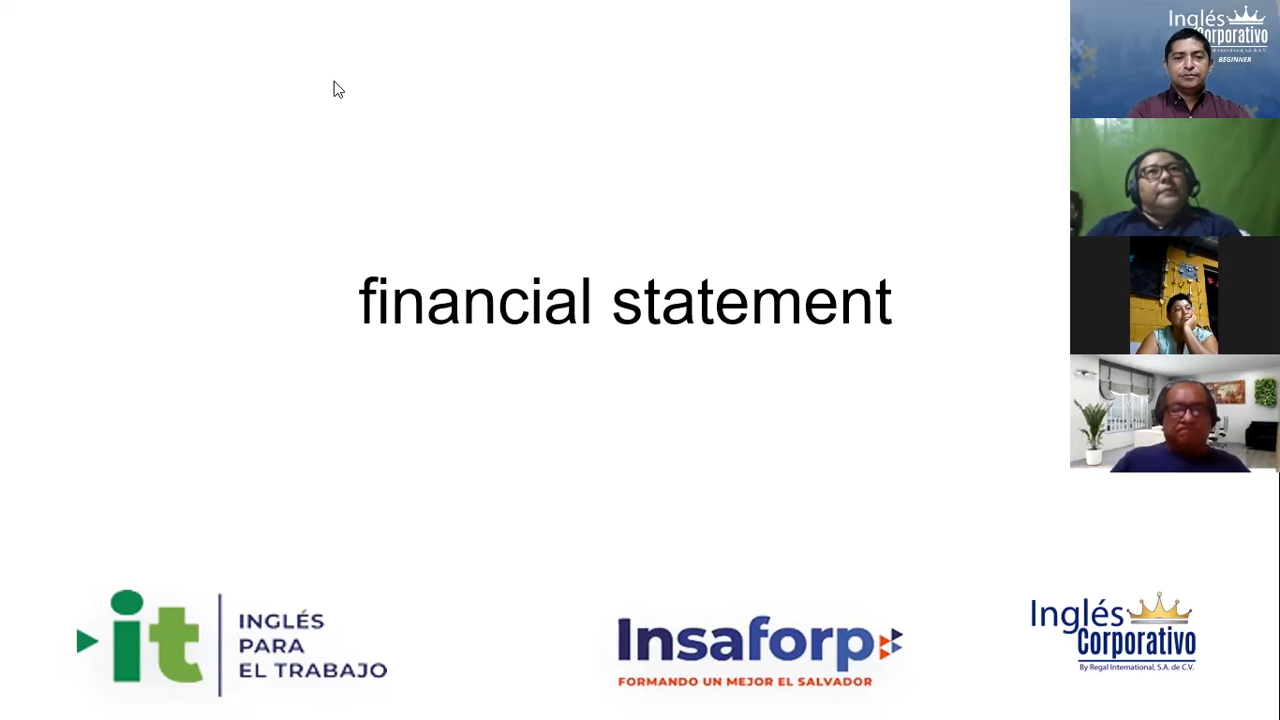 financial statement
Inglés
Corporativo
BEGINNER
it
INGLÉS
PARA
EL TRABAJO
Insaforp
FORMANDO UN MEJOR EL SALVADOR
Inglés
Corporativo
By Regal International, S.A. de C.V.